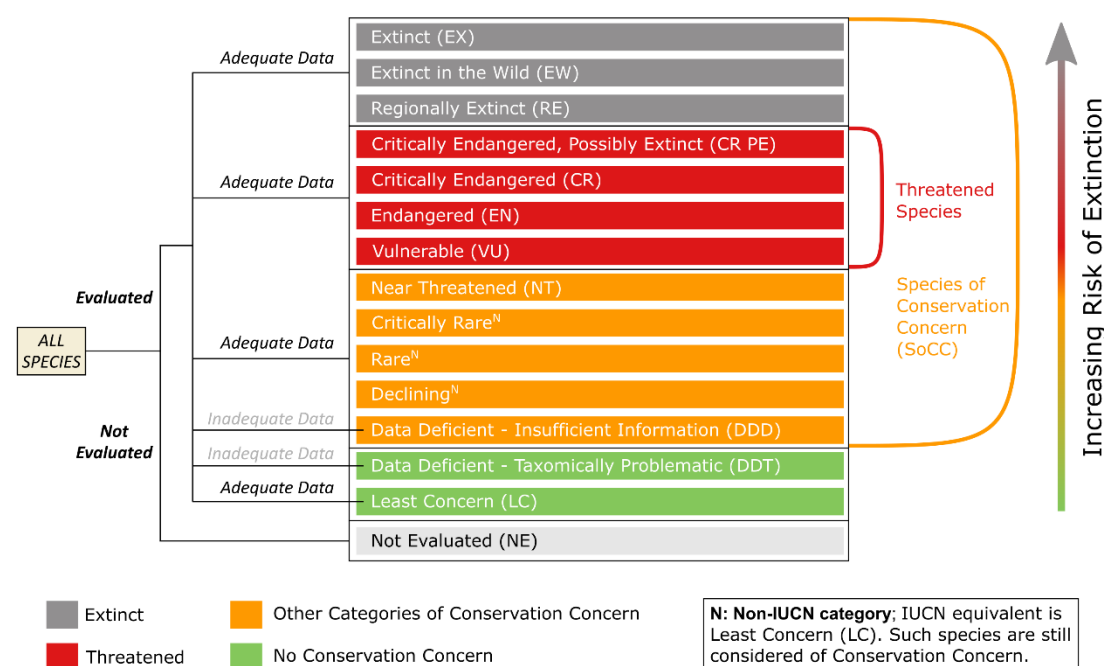 Adequate Data
Extinct (EX)
Extinct in the Wild (EW)
Regionally Extinct (RE)
Adequate Data
Critically Endangered, Possibly Extinct (CR PE)
Critically Endangered (CR)
Endangered (EN)
Vulnerable (VU)
Threatened
Species
Evaluated
ALL
SPECIES
Not
Evaluated
Adequate Data
Near Threatened (NT)
Critically Rareᴺ
Rareᴺ
Decliningᴺ
Inadequate Data
Data Deficient - Insufficient Information (DDD)
Species of
Conservation
Concern
(SoCC)
Inadequate Data
Data Deficient - Taxomically Problematic (DDT)
Adequate Data
Least Concern (LC)
Not Evaluated (NE)
Increasing Risk of Extinction
Extinct
Threatened
Other Categories of Conservation Concern
No Conservation Concern
N: Non-IUCN category; IUCN equivalent is
Least Concern (LC). Such species are still
considered of Conservation Concern.